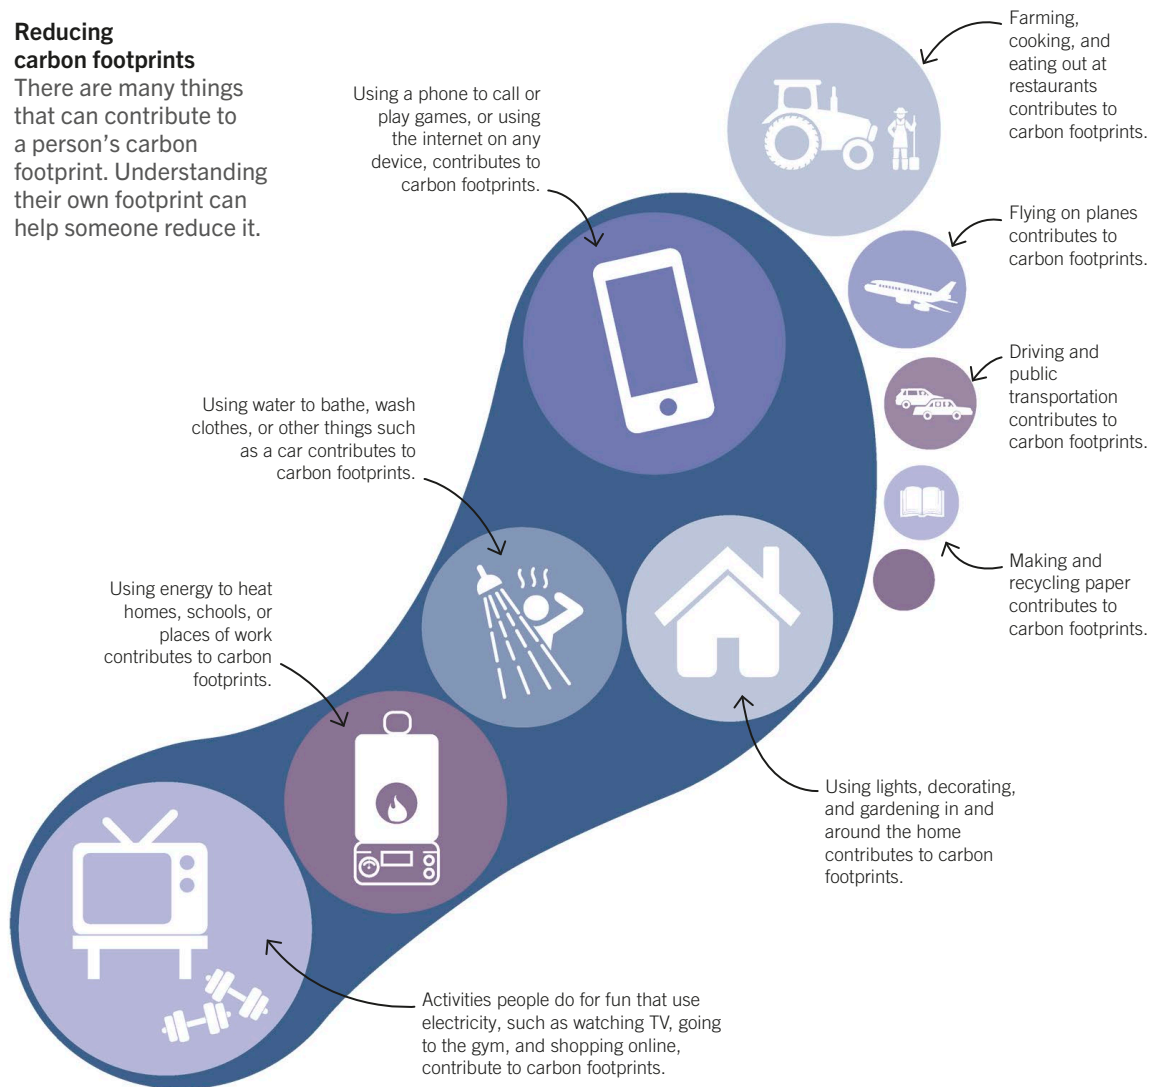 Reducing
carbon footprints
There are many things
that can contribute to
a person’s carbon
footprint. Understanding
their own footprint can
help someone reduce it.
Using a phone to call or
play games, or using
the internet on any
device, contributes to
carbon footprints.
Farming,
cooking, and
eating out at
restaurants
contributes to
carbon footprints.
Flying on planes
contributes to
carbon footprints.
Driving and
public
transportation
contributes to
carbon footprints.
Making and
recycling paper
contributes to
carbon footprints.
Using water to bathe, wash
clothes, or other things such
as a car contributes to
carbon footprints.
Using energy to heat
homes, schools, or
places of work
contributes to carbon
footprints.
Using lights, decorating,
and gardening in and
around the home
contributes to carbon
footprints.
Activities people do for fun that use
electricity, such as watching TV, going
to the gym, and shopping online,
contribute to carbon footprints.